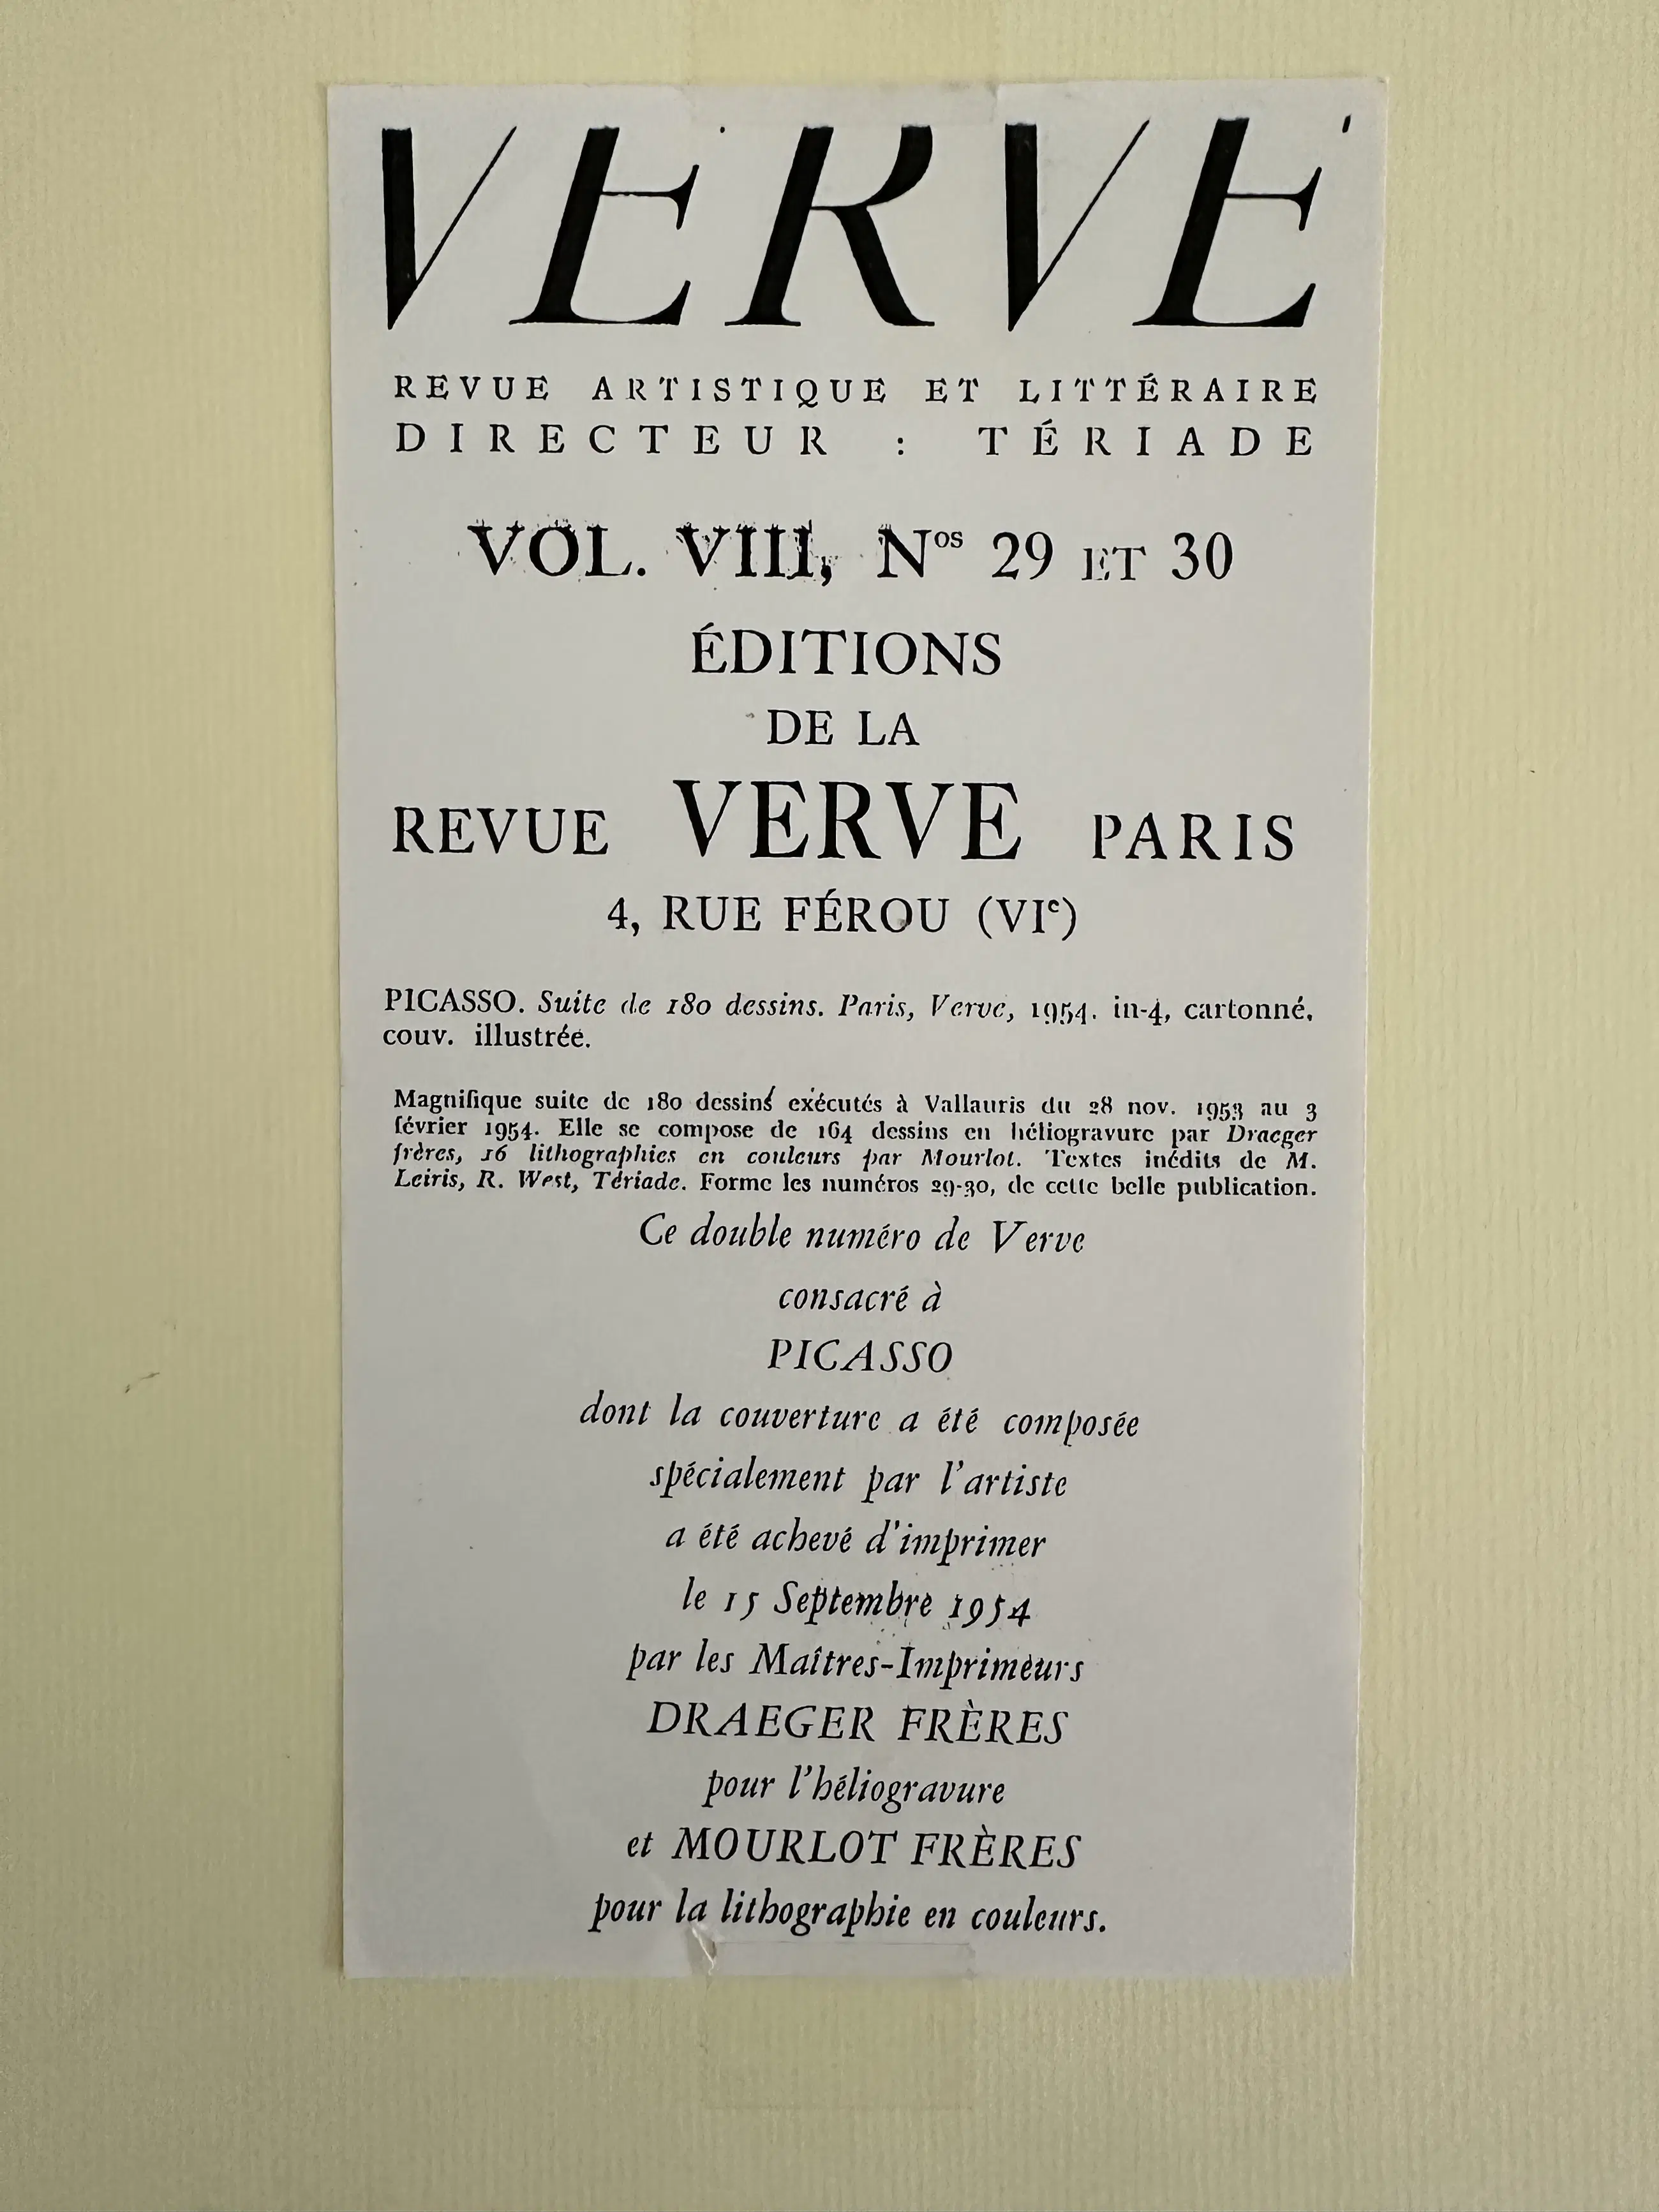 VERVE
REVUE ARTISTIQUE ET LITTÉRAIRE
DIRECTEUR : TÉRIADE
VOL. VIII, Nos 29 ET 30
ÉDITIONS
DE LA
REVUE VERVE PARIS
4, RUE FÉROU (VIe)
PICASSO. Suite de 180 dessins. Paris, Verve, 1954. in-4, cartonné,
couv. illustrée.
Magnifique suite de 180 dessins exécutés à Vallauris du 28 nov. 1953 au 3
février 1954. Elle se compose de 164 dessins en héliogravure par Draeger
frères, 16 lithographies en couleurs par Mourlot. Textes inédits de M.
Leiris, R. West, Tériade. Forme les numéros 29-30, de cette belle publication.
Ce double numéro de Verve
consacré à
PICASSO
dont la couverture a été composée
spécialement par l'artiste
a été achevé d'imprimer
le 15 Septembre 1954
par les Maîtres-Imprimeurs
DRAEGER FRÈRES
pour l'héliogravure
et MOURLOT FRÈRES
pour la lithographie en couleurs.